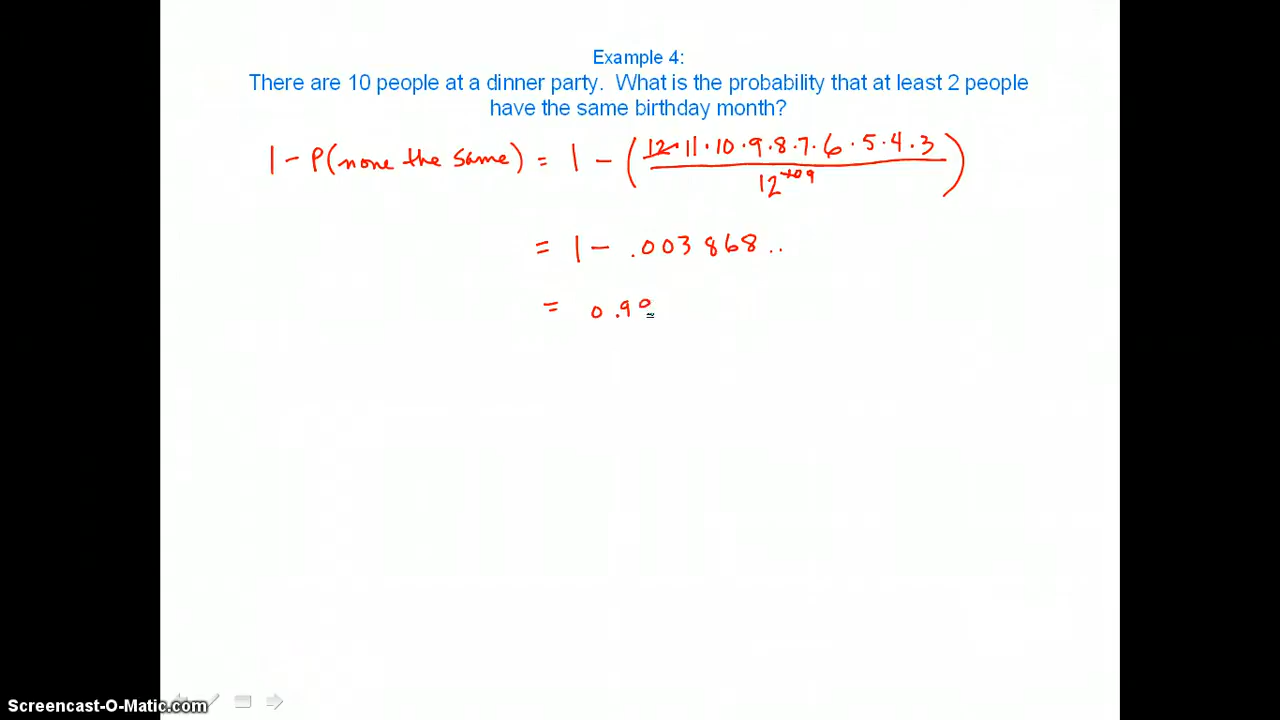 Example 4:
There are 10 people at a dinner party. What is the probability that at least 2 people
have the same birthday month?
1 - P(none the same) = 1 - (12·11·10·9·8·7·6·5·4·3 / 12^10 9)
= 1 - .003868..
= 0.99
Screencast-O-Matic.com